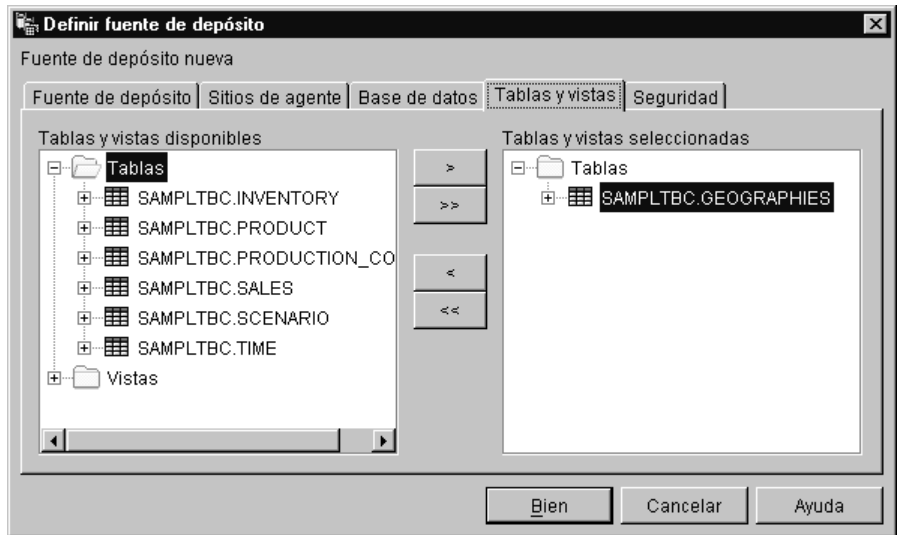 Definir fuente de depósito
Fuente de depósito nueva
Fuente de depósito Sitios de agente Base de datos Tablas y vistas Seguridad
Tablas y vistas disponibles
Tablas
SAMPLTBC.INVENTORY
SAMPLTBC.PRODUCT
SAMPLTBC.PRODUCTION_CO
SAMPLTBC.SALES
SAMPLTBC.SCENARIO
SAMPLTBC.TIME
Vistas
>
>>
<
<<
Tablas y vistas seleccionadas
Tablas
SAMPLTBC.GEOGRAPHIES
Bien Cancelar Ayuda